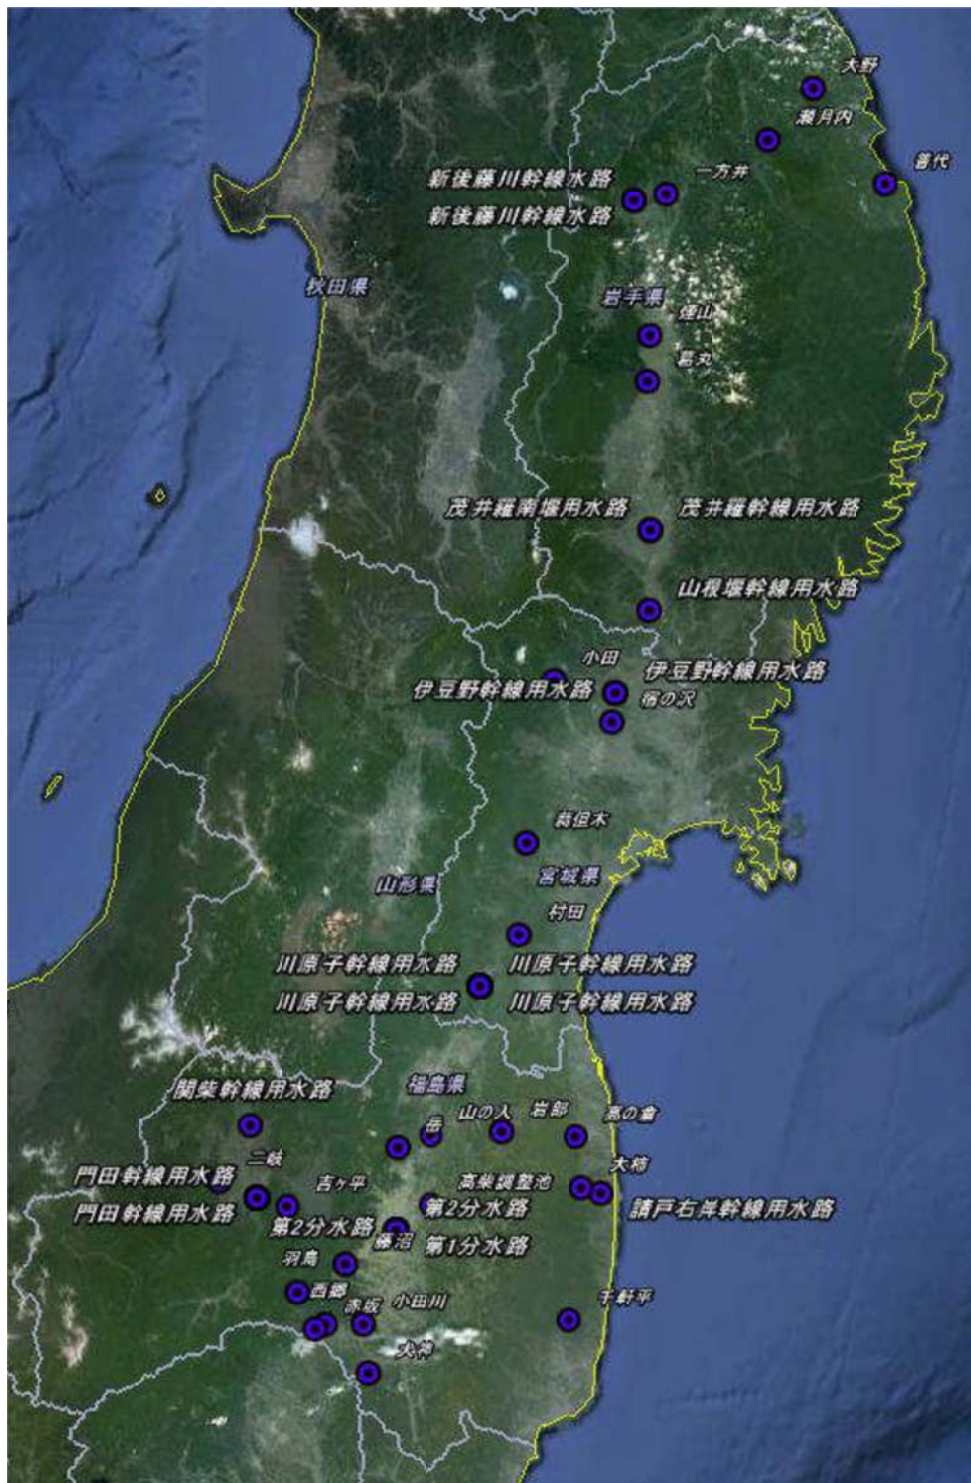 大野
瀬月内
普代
一方井
新後藤川幹線水路
新後藤川幹線水路
秋田県
岩手県
煙山
葛丸
茂井羅南堰用水路
茂井羅幹線用水路
山根堰幹線用水路
小田
伊豆野幹線用水路
伊豆野幹線用水路
宿の沢
宮城県
山形県
村田
川原子幹線用水路
川原子幹線用水路
川原子幹線用水路
川原子幹線用水路
福島県
関柴幹線用水路
岳
山の入
岩部
高の倉
二岐
大柿
門田幹線用水路
吉ヶ平
高柴調整池
門田幹線用水路
第2分水路
第2分水路
請戸右岸幹線用水路
藤沼
第1分水路
羽鳥
西郷
赤坂
小田川
千軒平
犬神